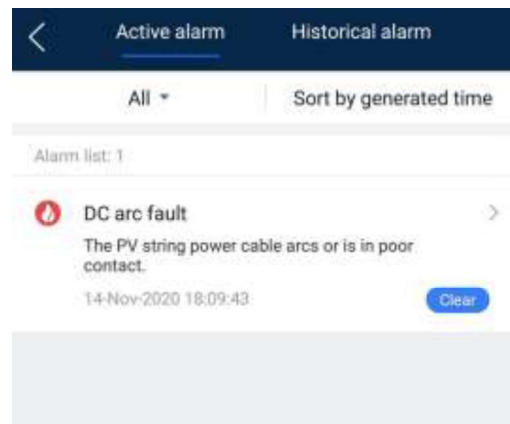 Active alarm Historical alarm
All Sort by generated time
Alarm list: 1
DC arc fault
The PV string power cable arcs or is in poor
contact.
14-Nov-2020 18:09:43 Clear